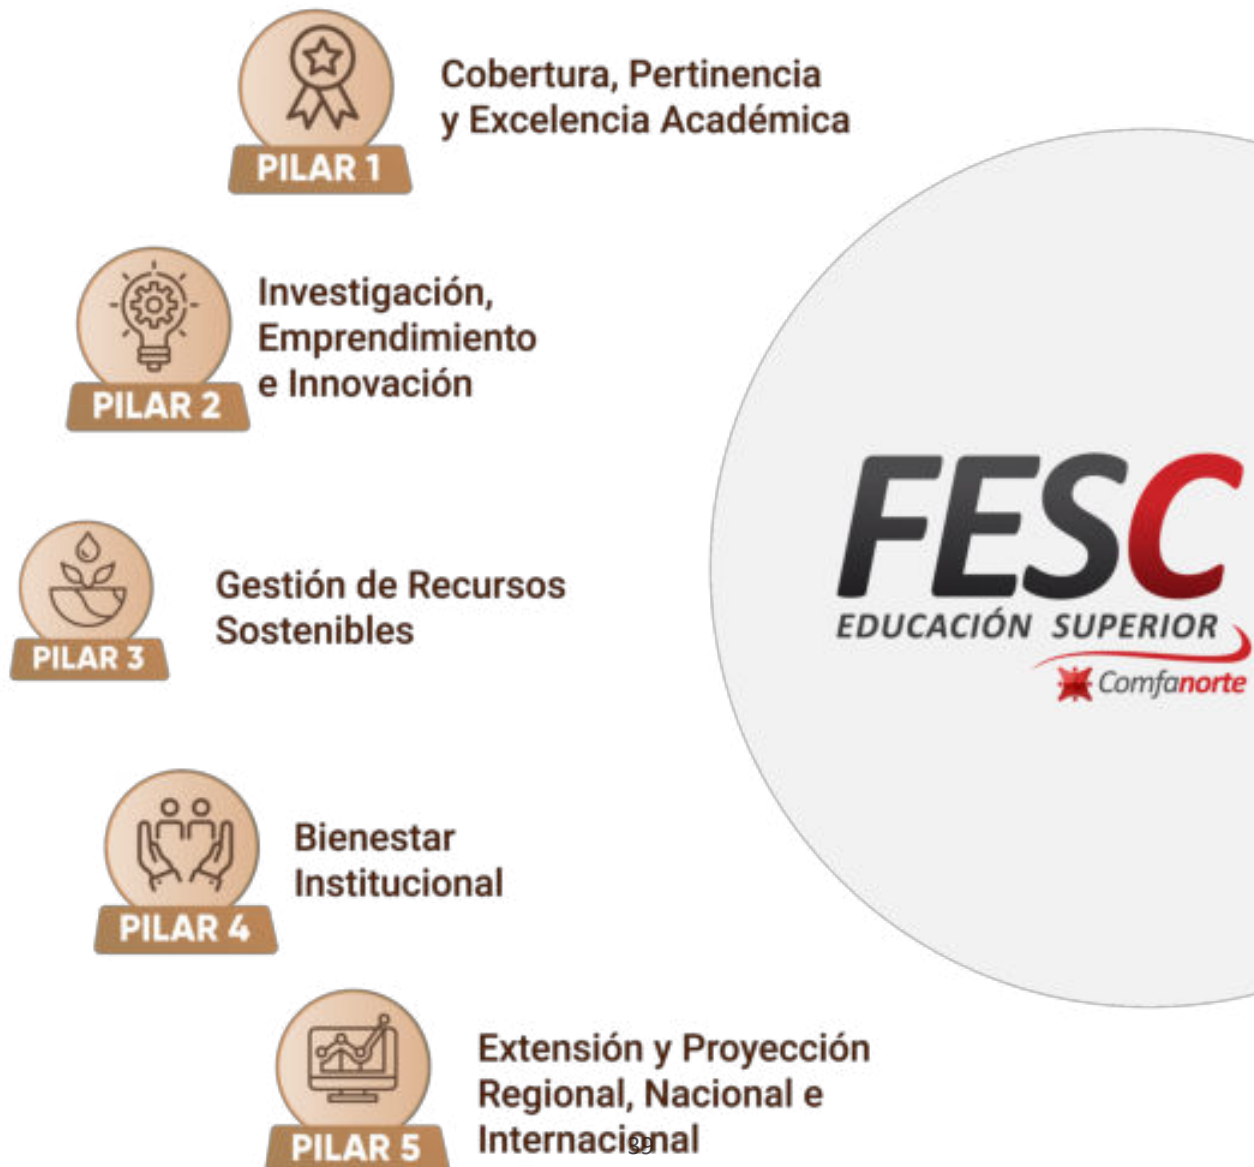 PILAR 1
Cobertura, Pertinencia
y Excelencia Académica
PILAR 2
Investigación,
Emprendimiento
e Innovación
PILAR 3
Gestión de Recursos
Sostenibles
PILAR 4
Bienestar
Institucional
PILAR 5
Extensión y Proyección
Regional, Nacional e
Internacional
39
FESC
EDUCACIÓN SUPERIOR
Comfanorte